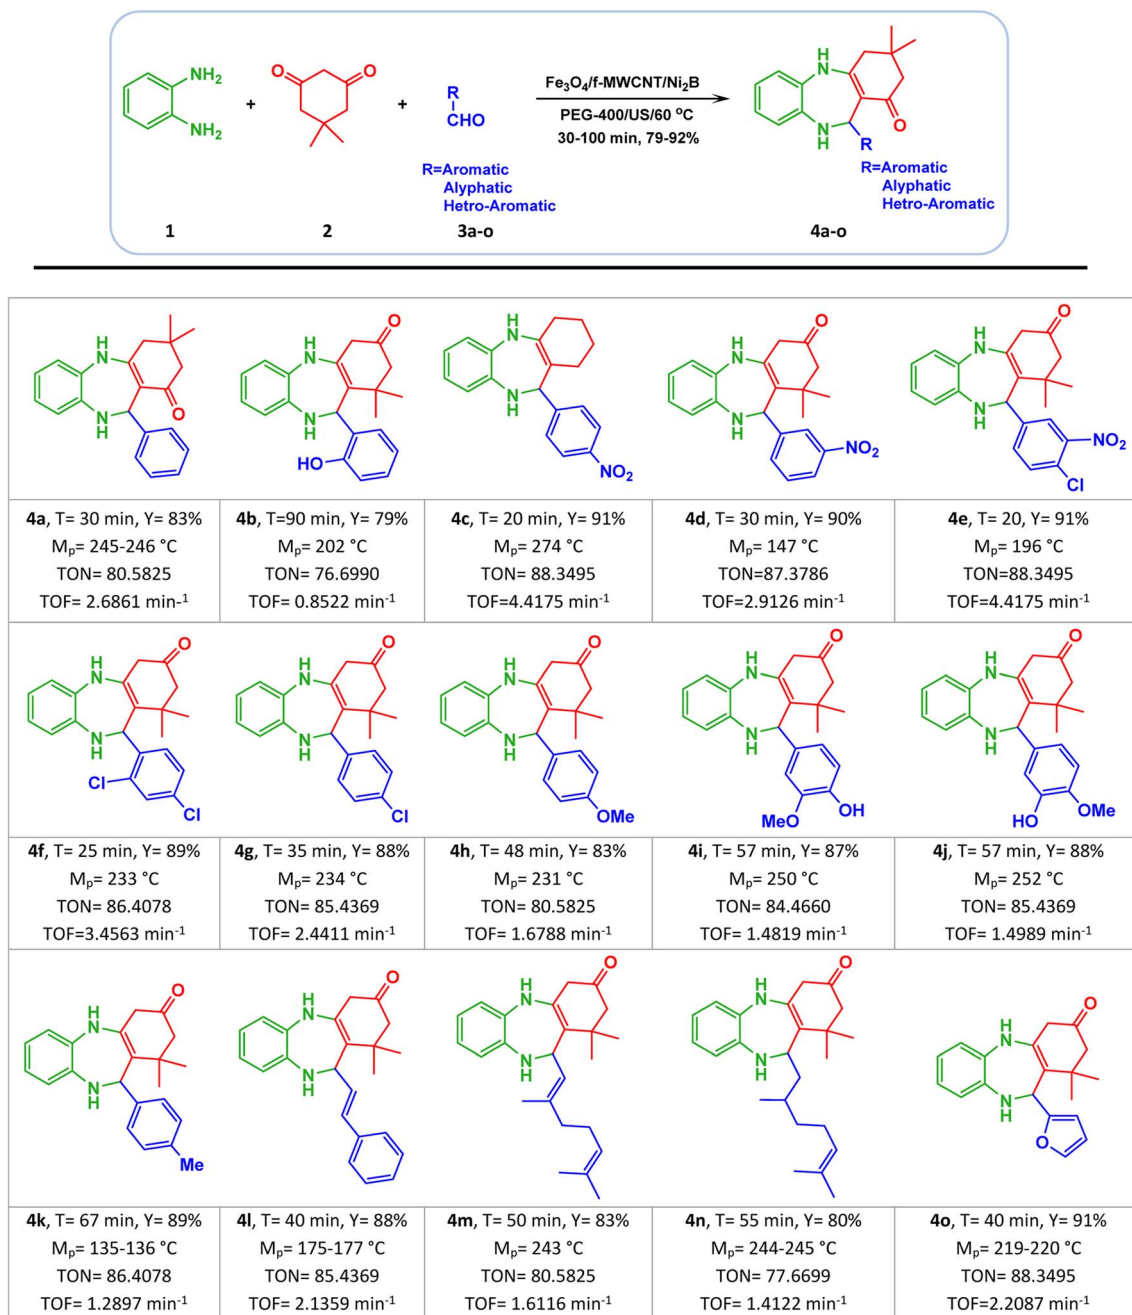 NH2
NH2
+
O
O
+
R
CHO
Fe3O4/f-MWCNT/Ni2B
PEG-400/US/60 °C
30-100 min, 79-92%
H
N
N
H
O
R
R=Aromatic
Alyphatic
Hetro-Aromatic
R=Aromatic
Alyphatic
Hetro-Aromatic
1
2
3a-o
4a-o
H
N
N
H
O
H
N
N
H
O
HO
H
N
N
H
NO2
H
N
N
H
O
NO2
H
N
N
H
O
NO2
Cl
4a, T= 30 min, Y= 83%
Mp= 245-246 °C
TON= 80.5825
TOF= 2.6861 min-1
4b, T=90 min, Y= 79%
Mp= 202 °C
TON= 76.6990
TOF= 0.8522 min-1
4c, T= 20 min, Y= 91%
Mp= 274 °C
TON= 88.3495
TOF=4.4175 min-1
4d, T= 30 min, Y= 90%
Mp= 147 °C
TON=87.3786
TOF=2.9126 min-1
4e, T= 20, Y= 91%
Mp= 196 °C
TON=88.3495
TOF=4.4175 min-1
H
N
N
H
O
Cl
Cl
H
N
N
H
O
Cl
H
N
N
H
O
OMe
H
N
N
H
O
MeO
OH
H
N
N
H
O
HO
OMe
4f, T= 25 min, Y= 89%
Mp= 233 °C
TON= 86.4078
TOF=3.4563 min-1
4g, T= 35 min, Y= 88%
Mp= 234 °C
TON= 85.4369
TOF= 2.4411 min-1
4h, T= 48 min, Y= 83%
Mp= 231 °C
TON= 80.5825
TOF= 1.6788 min-1
4i, T= 57 min, Y= 87%
Mp= 250 °C
TON= 84.4660
TOF= 1.4819 min-1
4j, T= 57 min, Y= 88%
Mp= 252 °C
TON= 85.4369
TOF= 1.4989 min-1
H
N
N
H
O
Me
H
N
N
H
O
H
N
N
H
O
H
N
N
H
O
H
N
N
H
O
O
4k, T= 67 min, Y= 89%
Mp= 135-136 °C
TON= 86.4078
TOF= 1.2897 min-1
4l, T= 40 min, Y= 88%
Mp= 175-177 °C
TON= 85.4369
TOF= 2.1359 min-1
4m, T= 50 min, Y= 83%
Mp= 243 °C
TON= 80.5825
TOF= 1.6116 min-1
4n, T= 55 min, Y= 80%
Mp= 244-245 °C
TON= 77.6699
TOF= 1.4122 min-1
4o, T= 40 min, Y= 91%
Mp= 219-220 °C
TON= 88.3495
TOF= 2.2087 min-1